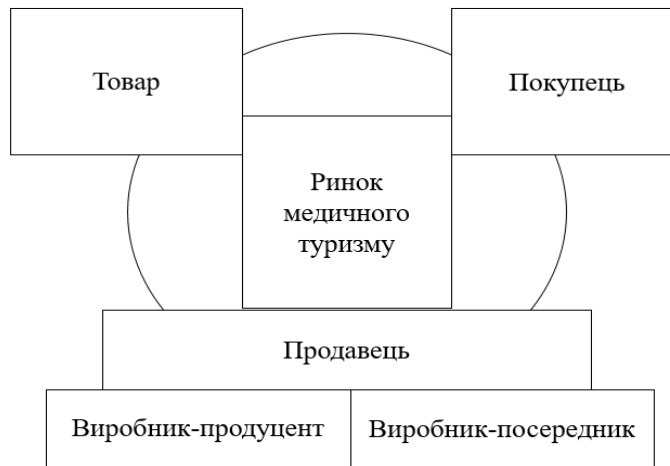 Товар
Покупець
Ринок
медичного
туризму
Продавець
Виробник-продуцент
Виробник-посередник